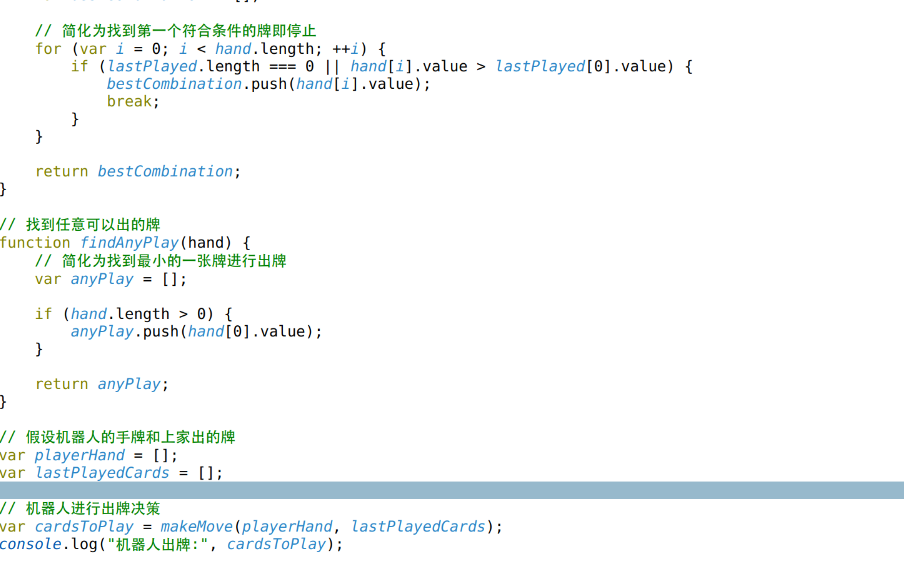 // 简化为找到第一个符合条件的牌即停止
for (var i = 0; i < hand.length; ++i) {
if (lastPlayed.length === 0 || hand[i].value > lastPlayed[0].value) {
bestCombination.push(hand[i].value);
break;
}
}
return bestCombination;
}
// 找到任意可以出的牌
function findAnyPlay(hand) {
// 简化为找到最小的一张牌进行出牌
var anyPlay = [];
if (hand.length > 0) {
anyPlay.push(hand[0].value);
}
return anyPlay;
}
// 假设机器人的手牌和上家出的牌
var playerHand = [];
var lastPlayedCards = [];
// 机器人进行出牌决策
var cardsToPlay = makeMove(playerHand, lastPlayedCards);
console.log("机器人出牌:", cardsToPlay);